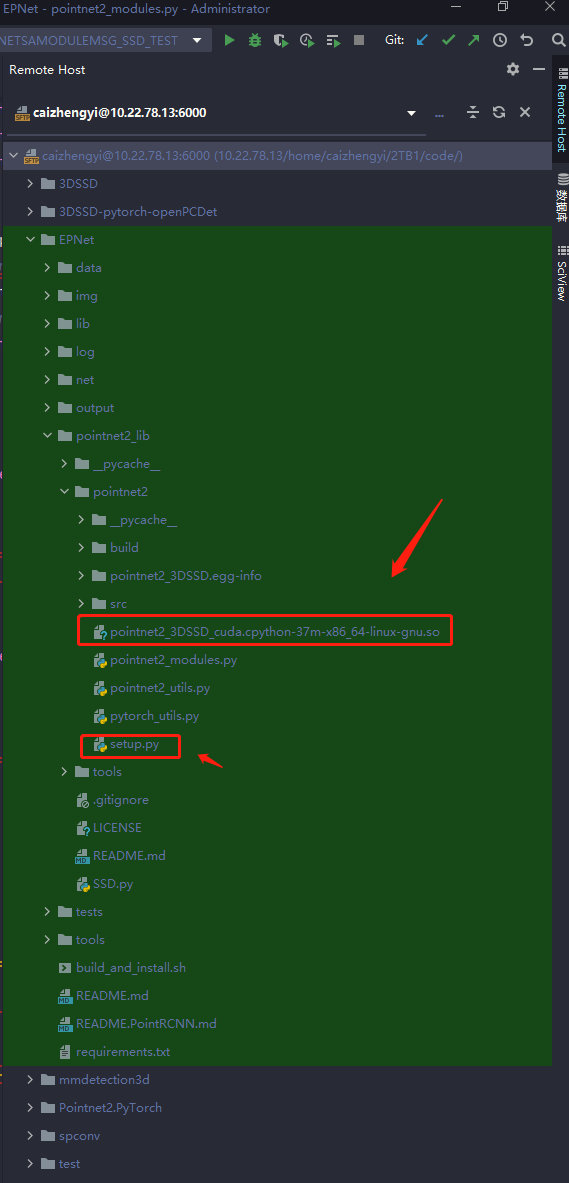 EPNet - pointnet2_modules.py - Administrator
NETSAMODULEMSG_SSD_TEST
Git:
Remote Host
caizhengyi@10.22.78.13:6000
...
caizhengyi@10.22.78.13:6000 (10.22.78.13/home/caizhengyi/2TB1/code/)
3DSSD
3DSSD-pytorch-openPCDet
EPNet
data
img
lib
log
net
output
pointnet2_lib
__pycache__
pointnet2
__pycache__
build
pointnet2_3DSSD.egg-info
src
pointnet2_3DSSD_cuda.cpython-37m-x86_64-linux-gnu.so
pointnet2_modules.py
pointnet2_utils.py
pytorch_utils.py
setup.py
tools
.gitignore
LICENSE
README.md
SSD.py
tests
tools
build_and_install.sh
README.md
README.PointRCNN.md
requirements.txt
mmdetection3d
Pointnet2.PyTorch
spconv
test
Remote Host
数据库
SciView